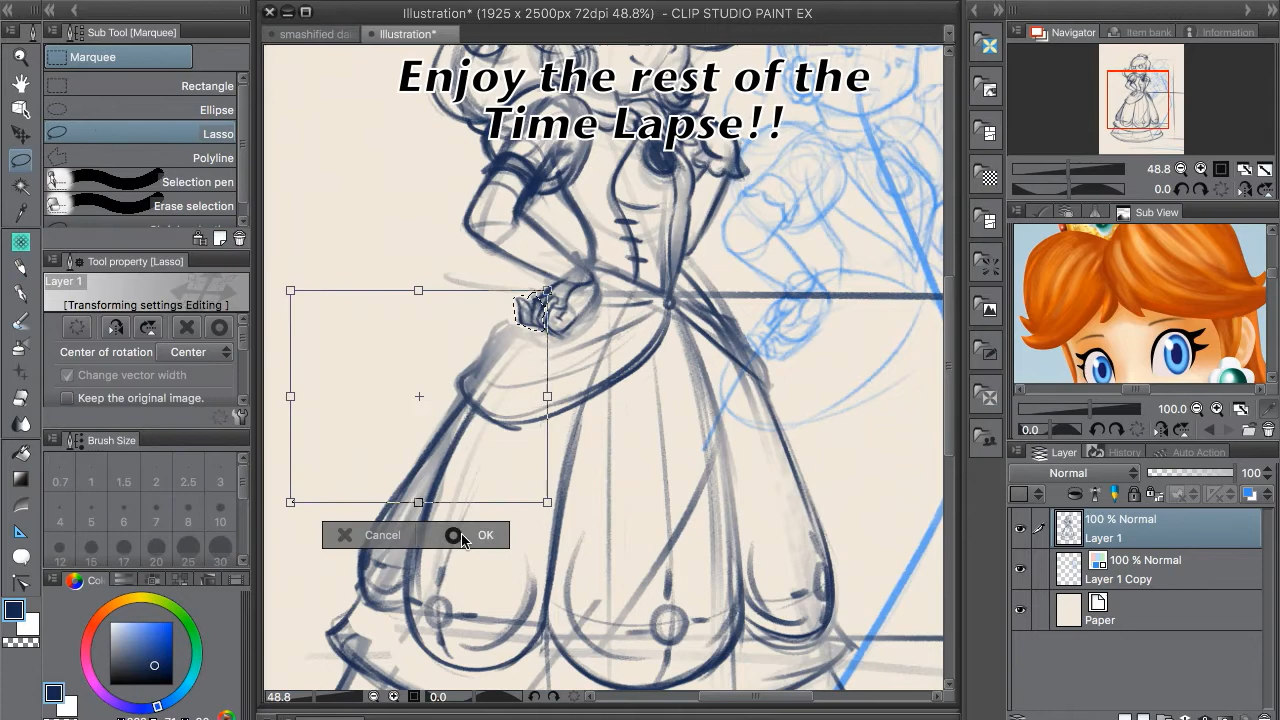 Illustration* (1925 x 2500px 72dpi 48.8%) - CLIP STUDIO PAINT EX
Sub Tool [Marquee]
smashified da
Illustration*
Navigator
Item bank
Information
Marquee
Rectangle
Ellipse
Lasso
Polyline
Selection pen
Erase selection
Enjoy the rest of the
Time Lapse!!
48.8
0.0
Sub View
Tool property [Lasso]
Layer 1
[Transforming settings Editing ]
Center of rotation
Center
Change vector width
Keep the original image.
100.0
0.0
Brush Size
0.7 1 2 2.5 3
4 5 6 7 8 10
12 15 17 20 25 30
Cancel
OK
Layer
History
Auto Action
Normal
100
100 % Normal
Layer 1
100 % Normal
Layer 1 Copy
Paper
Col
48.8
0.0